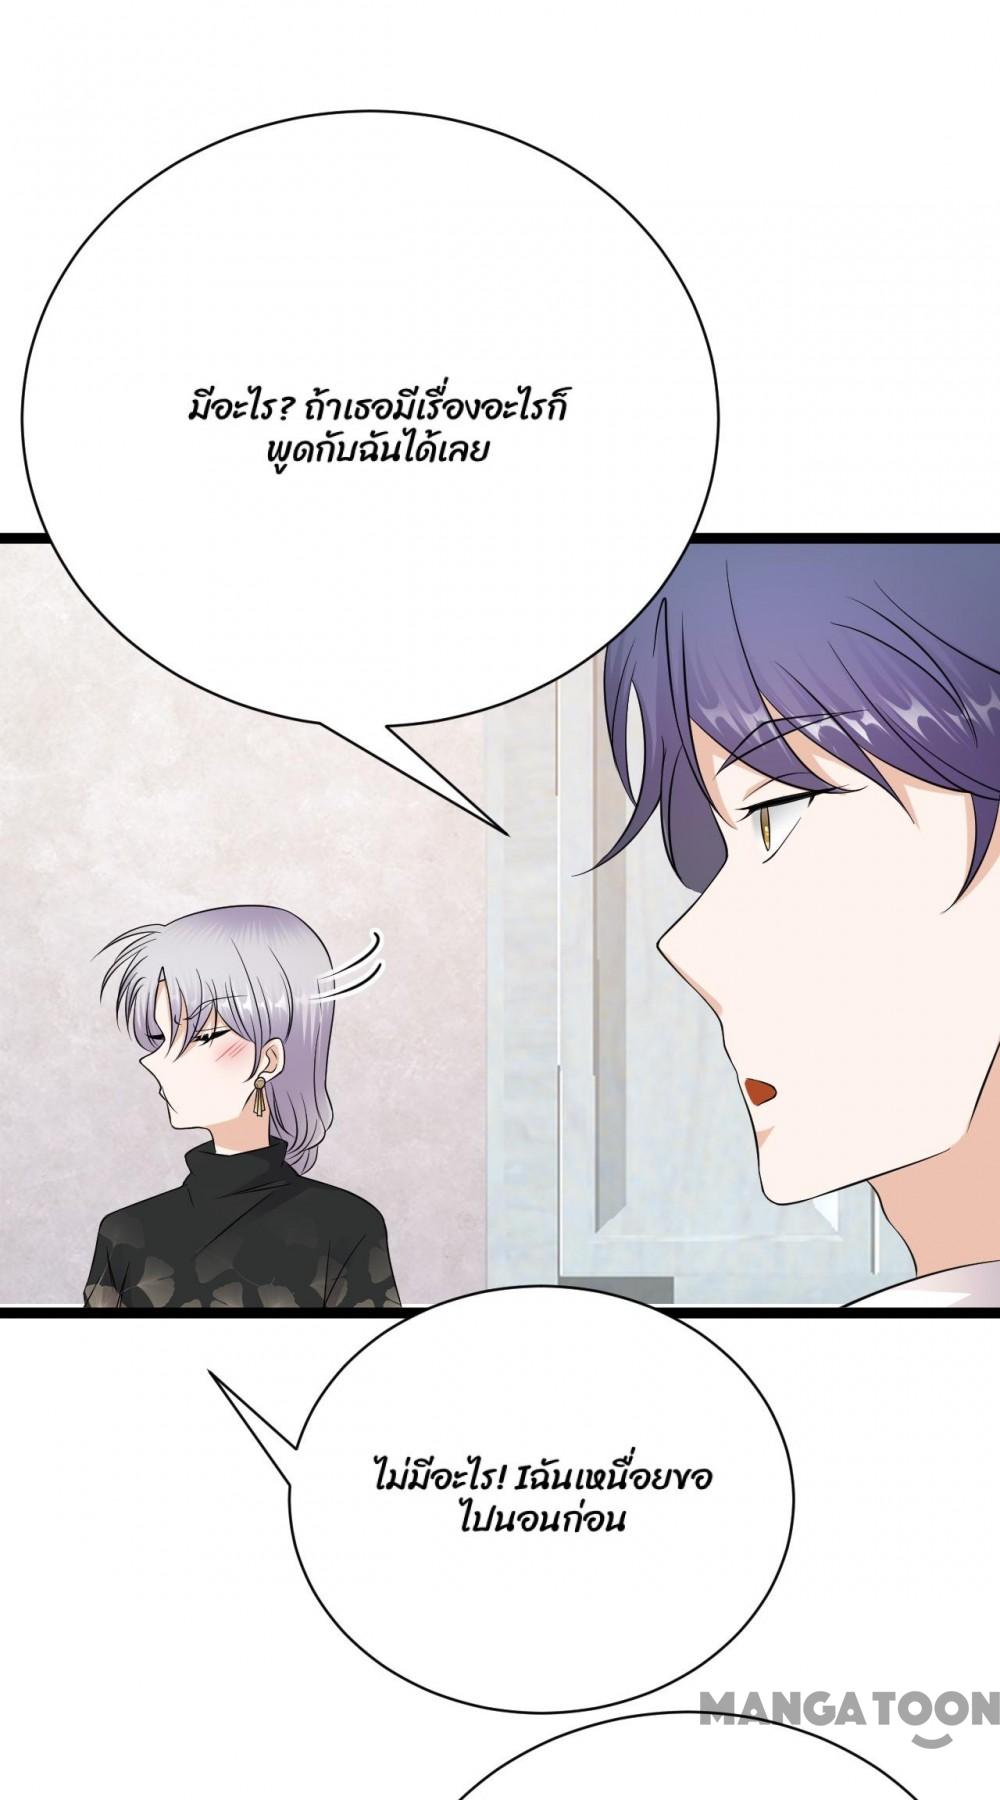 มีอะไร? ถ้าเธอมีเรื่องอะไรก็
พูดกับฉันได้เลย
ไม่มีอะไร! Iฉันเหนื่อยขอ
ไปนอนก่อน
MANGATOON